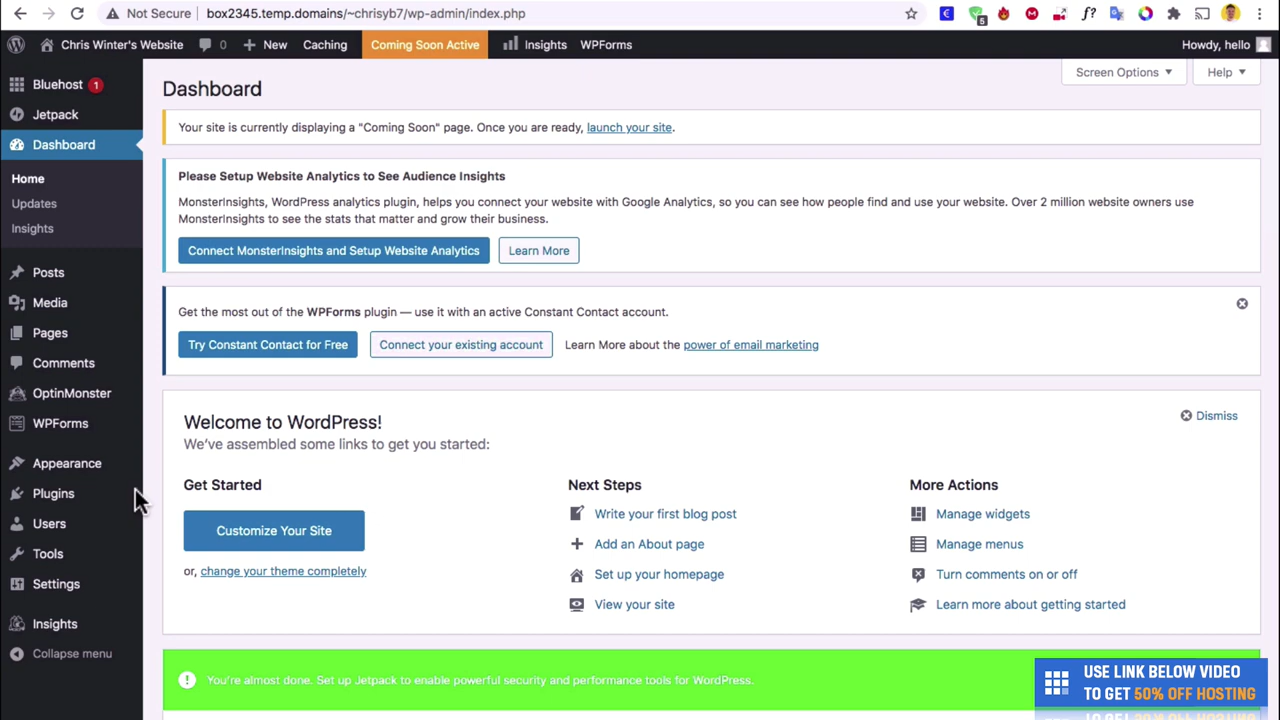 Not Secure
box2345.temp.domains/~chrisyb7/wp-admin/index.php
5
Chris Winter's Website
0
New
Caching
Coming Soon Active
Insights
WPForms
Howdy, hello
Bluehost 1
Jetpack
Dashboard
Home
Updates
Insights
Posts
Media
Pages
Comments
OptinMonster
WPForms
Appearance
Plugins
Users
Tools
Settings
Insights
Collapse menu
Screen Options
Help
Dashboard
Your site is currently displaying a "Coming Soon" page. Once you are ready, launch your site.
Please Setup Website Analytics to See Audience Insights
MonsterInsights, WordPress analytics plugin, helps you connect your website with Google Analytics, so you can see how people find and use your website. Over 2 million website owners use
MonsterInsights to see the stats that matter and grow their business.
Connect MonsterInsights and Setup Website Analytics
Learn More
Get the most out of the WPForms plugin — use it with an active Constant Contact account.
Try Constant Contact for Free
Connect your existing account
Learn More about the power of email marketing
Welcome to WordPress!
Dismiss
We've assembled some links to get you started:
Get Started
Customize Your Site
or, change your theme completely
Next Steps
Write your first blog post
Add an About page
Set up your homepage
View your site
More Actions
Manage widgets
Manage menus
Turn comments on or off
Learn more about getting started
You're almost done. Set up Jetpack to enable powerful security and performance tools for WordPress.
USE LINK BELOW VIDEO
TO GET 50% OFF HOSTING